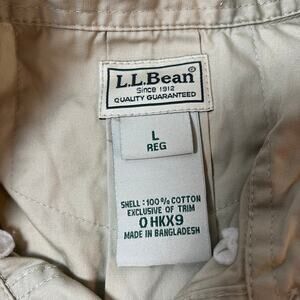 L.L.Bean
Since 1912
QUALITY GUARANTEED
L
REG
SHELL: 100% COTTON
EXCLUSIVE OF TRIM
0 HKX9
MADE IN BANGLADESH